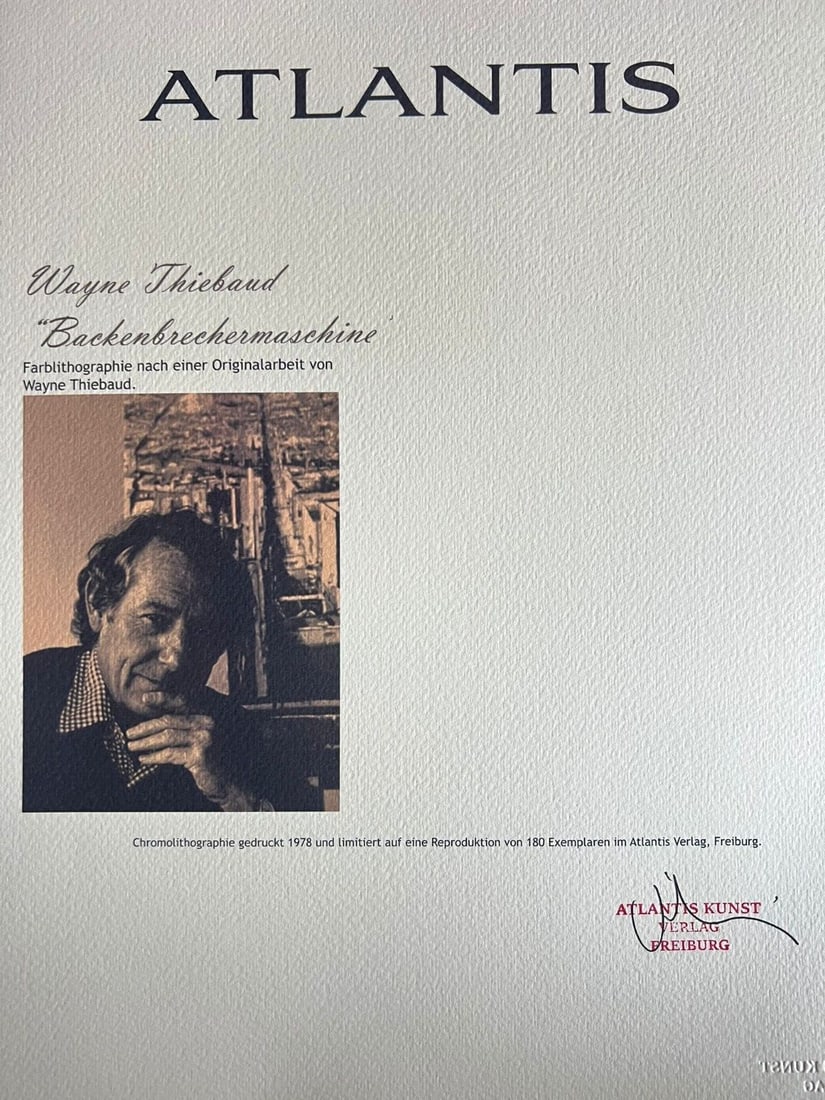 ATLANTIS
Wayne Thiebaud
"Backenbrechermaschine'
Farblithographie nach einer Originalarbeit von
Wayne Thiebaud.
Chromolithographie gedruckt 1978 und limitiert auf eine Reproduktion von 180 Exemplaren im Atlantis Verlag, Freiburg.
ATLANTIS KUNST
VERLAG
FREIBURG
KUNST